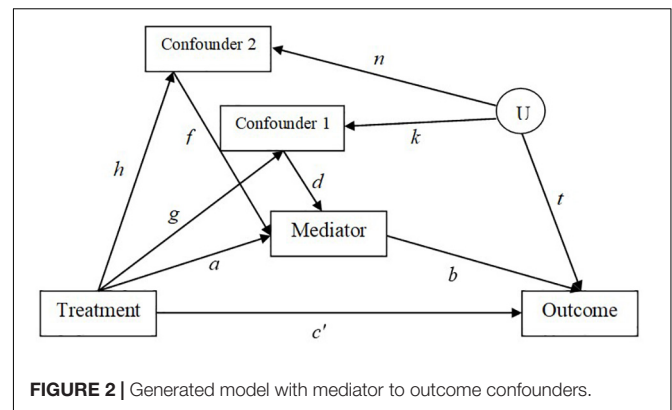 Confounder 2
n
U
Confounder 1
k
f
h
d
t
g
Mediator
a
b
Treatment
Outcome
c'
FIGURE 2 | Generated model with mediator to outcome confounders.